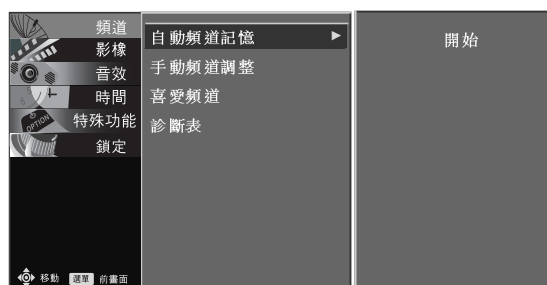 頻道
影像
音效
時間
OPTION
特殊功能
鎖定
移動 選單 前畫面
自動頻道記憶 ►
手動頻道調整
喜愛頻道
診斷表
開始